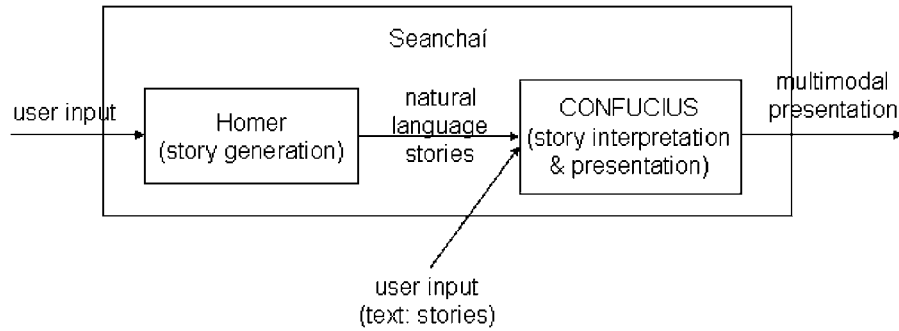 Seanchaí
user input
Homer
(story generation)
natural
language
stories
CONFUCIUS
(story interpretation
& presentation)
multimodal
presentation
user input
(text: stories)